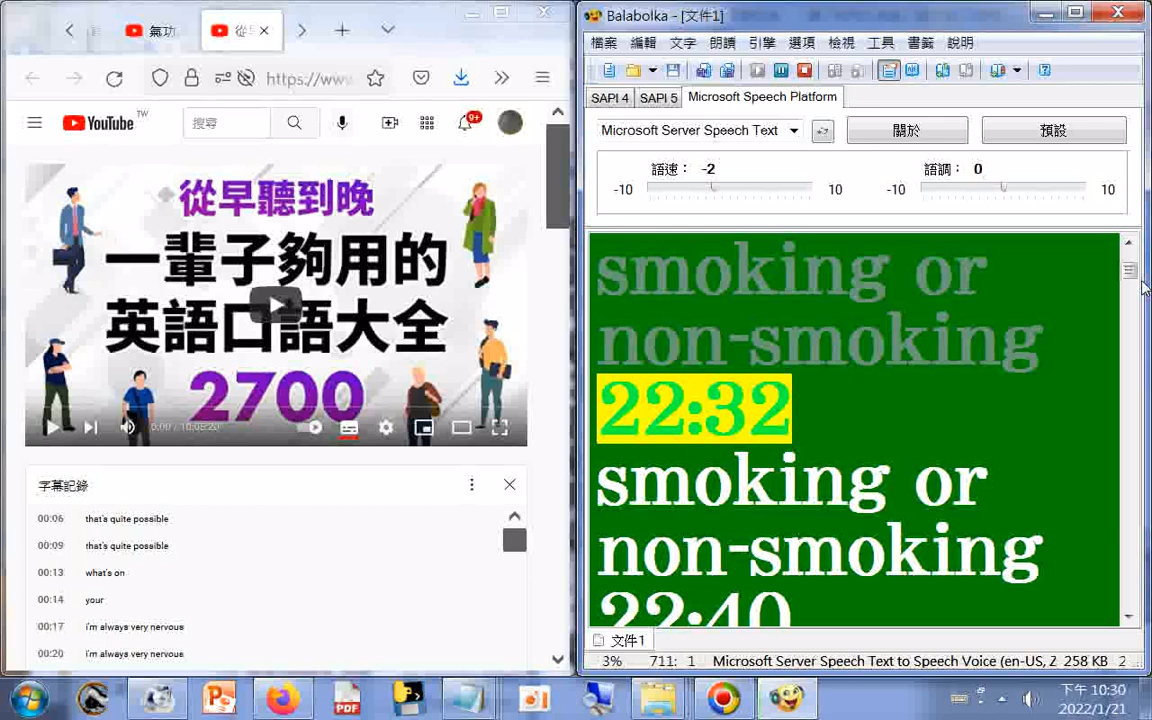 氣功
從
https://www
YouTube TW
搜尋
9+
從早聽到晚
一輩子夠用的
英語口語大全
2700
0:00 / 10:05:20
字幕記錄
00:06 that's quite possible
00:09 that's quite possible
00:13 what's on
00:14 your
00:17 i'm always very nervous
00:20 i'm always very nervous
Balabolka - [文件1]
檔案 編輯 文字 朗讀 引擎 選項 檢視 工具 書籤 說明
SAPI 4 SAPI 5 Microsoft Speech Platform
Microsoft Server Speech Text
關於
預設
語速： -2
語調： 0
-10 10 -10 10
smoking or
non-smoking
22:32
smoking or
non-smoking
22:40
文件1
3% 711: 1 Microsoft Server Speech Text to Speech Voice (en-US, Z 258 KB 2
PDF
下午 10:30
2022/1/21